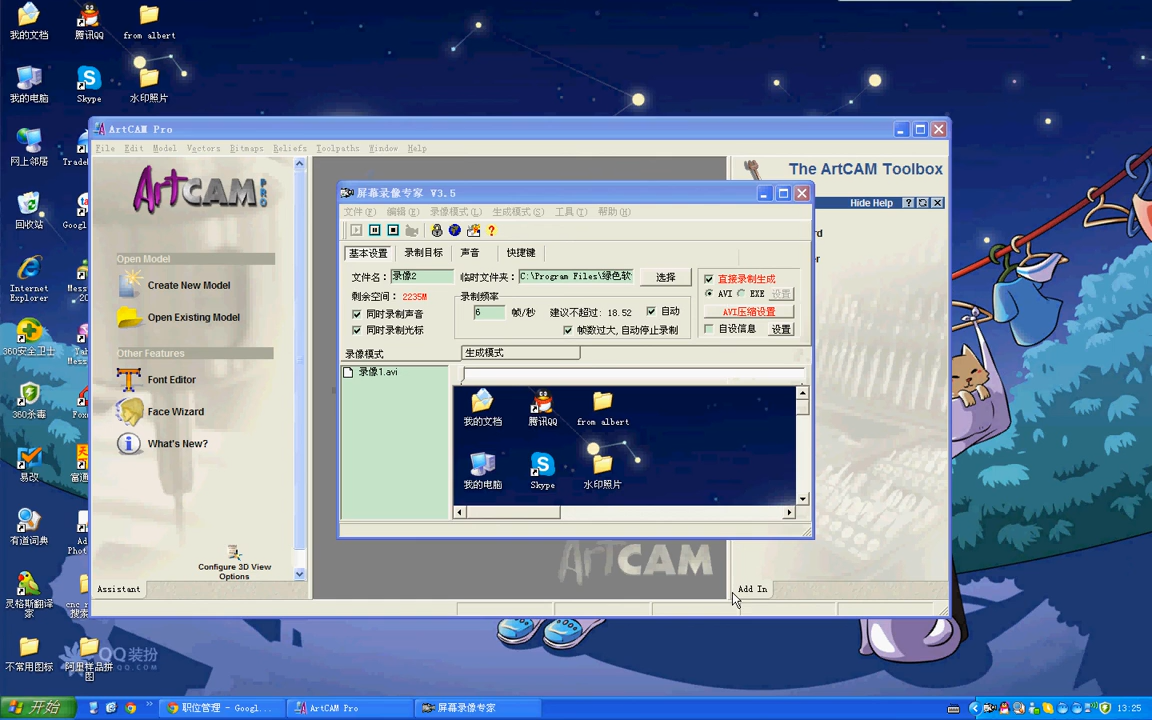 我的文档
腾讯QQ
from albert
我的电脑
Skype
水印照片
网上邻居
回收站
Internet Explorer
360安全卫士
360杀毒
易改
有道词典
灵格斯翻译家
不常用图标
阿里样品拼图
QQ装扮
QQ.COM
ArtCAM Pro
File Edit Model Vectors Bitmaps Reliefs Toolpaths Window Help
ArtCAM PRO
Open Model
Create New Model
Open Existing Model
Other Features
Font Editor
Face Wizard
What's New?
Configure 3D View
Options
Assistant
The ArtCAM Toolbox
Hide Help
ArtCAM
Add In
屏幕录像专家 V3.5
文件(F) 编辑(E) 录像模式(L) 生成模式(S) 工具(T) 帮助(H)
基本设置 录制目标 声音 快捷键
文件名: 录像2 临时文件夹: C:\Program Files\绿色软 选择
剩余空间: 2235M
录制频率
6 帧/秒 建议不超过: 18.52 自动
同时录制声音
同时录制光标
帧数过大,自动停止录制
直接录制生成
AVI EXE 设置
AVI压缩设置
自设信息 设置
录像模式 生成模式
录像1.avi
我的文档 腾讯QQ from albert
我的电脑 Skype 水印照片
开始
职位管理 - Googl...
ArtCAM Pro
屏幕录像专家
13:25